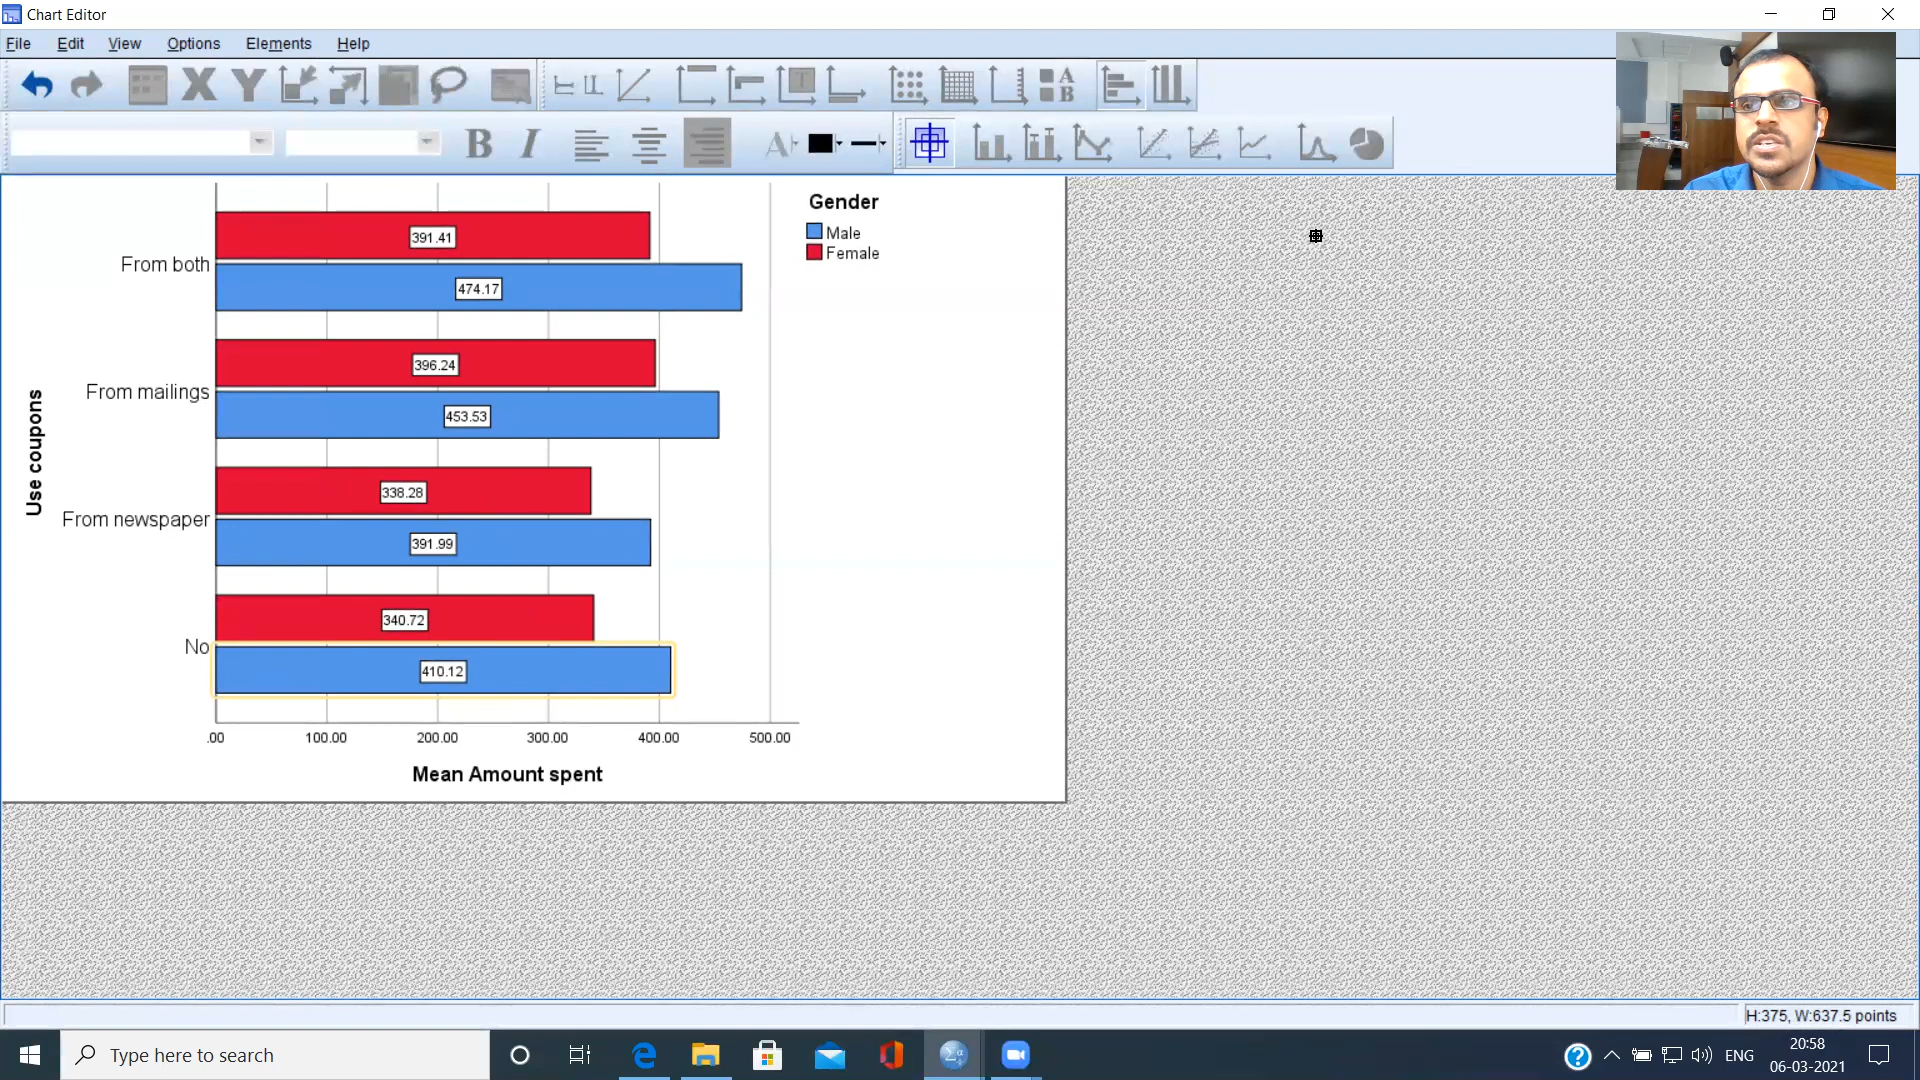 Chart Editor
File Edit View Options Elements Help
X Y T A B
B I A
Gender
Male
Female
391.41
From both
474.17
396.24
From mailings
453.53
Use coupons
338.28
From newspaper
391.99
340.72
No
410.12
.00 100.00 200.00 300.00 400.00 500.00
Mean Amount spent
H:375, W:637.5 points
Type here to search
ENG
20:58
06-03-2021